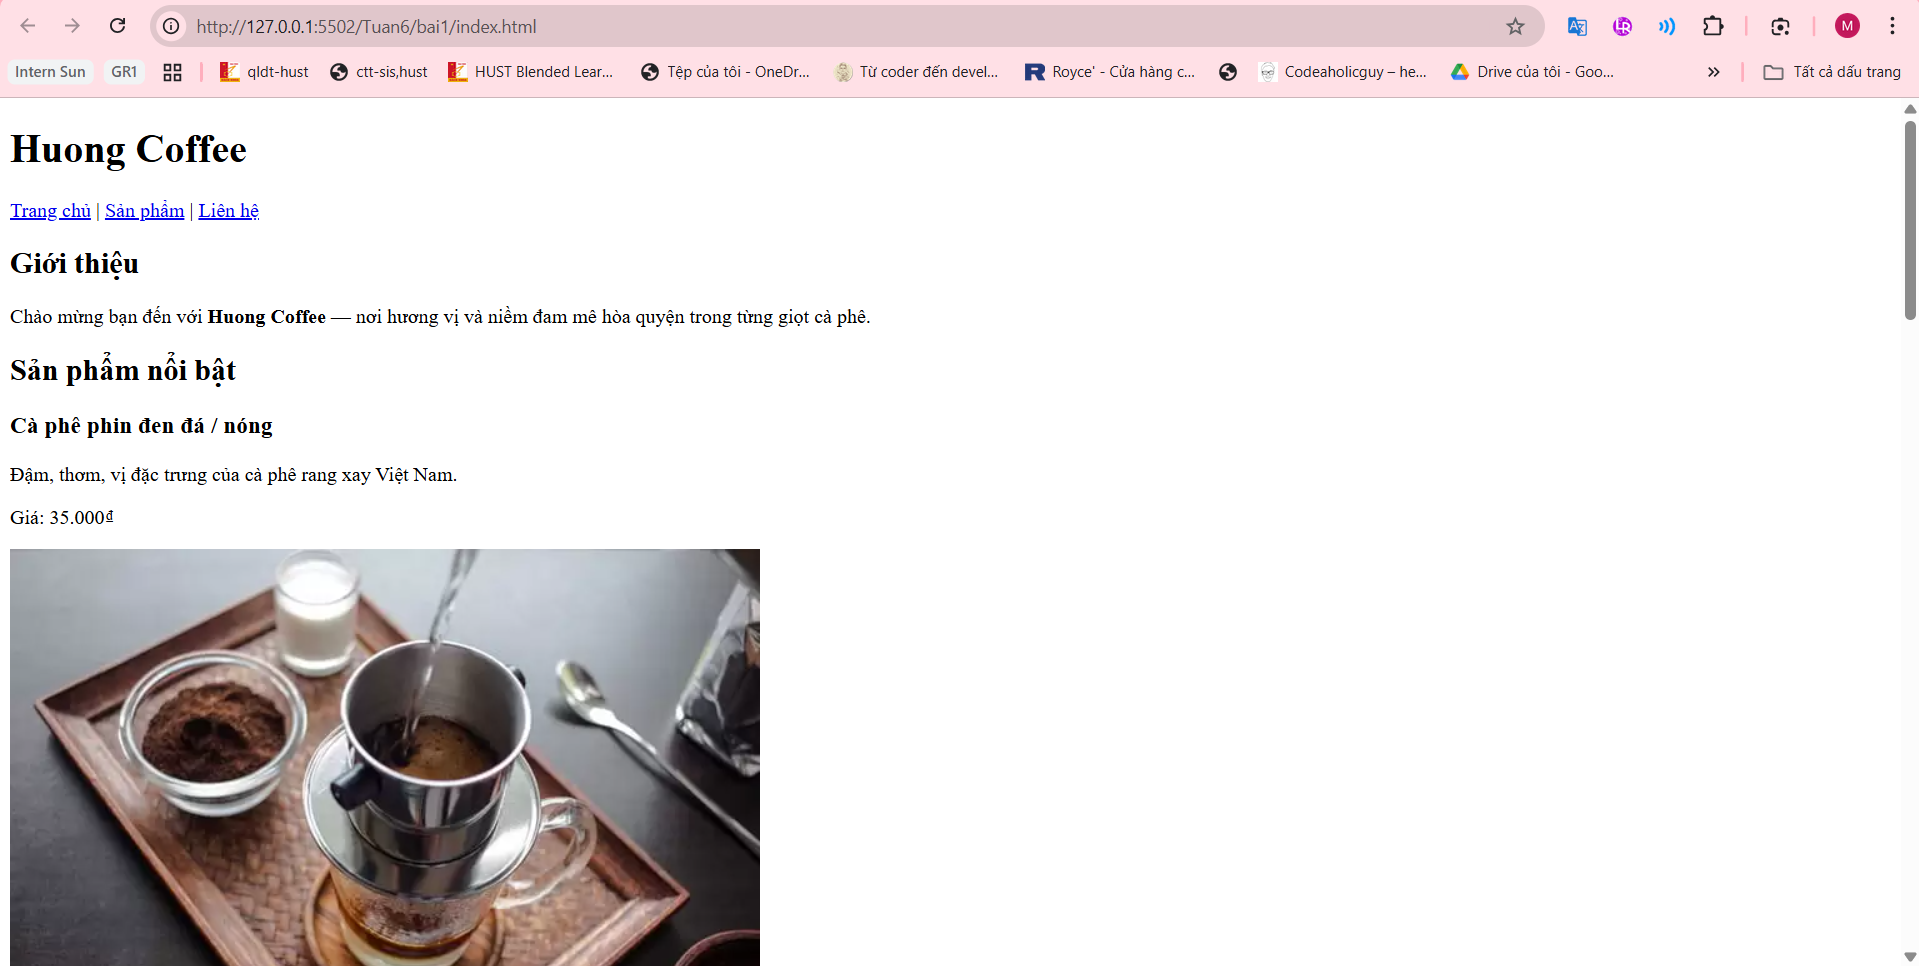 http://127.0.0.1:5502/Tuan6/bai1/index.html
M
Intern Sun GR1 qldt-hust ctt-sis,hust HUST Blended Lear... Tệp của tôi - OneDr... Từ coder đến devel... Royce' - Cửa hàng c... Codeaholicguy – he... Drive của tôi - Goo... » Tất cả dấu trang
Huong Coffee
Trang chủ | Sản phẩm | Liên hệ
Giới thiệu
Chào mừng bạn đến với Huong Coffee — nơi hương vị và niềm đam mê hòa quyện trong từng giọt cà phê.
Sản phẩm nổi bật
Cà phê phin đen đá / nóng
Đậm, thơm, vị đặc trưng của cà phê rang xay Việt Nam.
Giá: 35.000₫